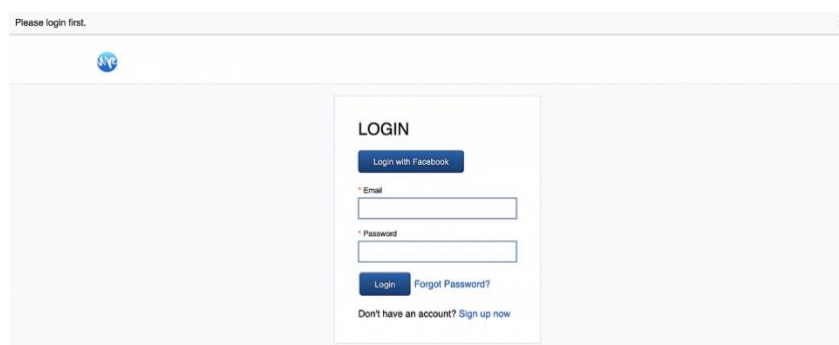 Please login first.
LOGIN
Login with Facebook
* Email
* Password
Login Forgot Password?
Don't have an account? Sign up now